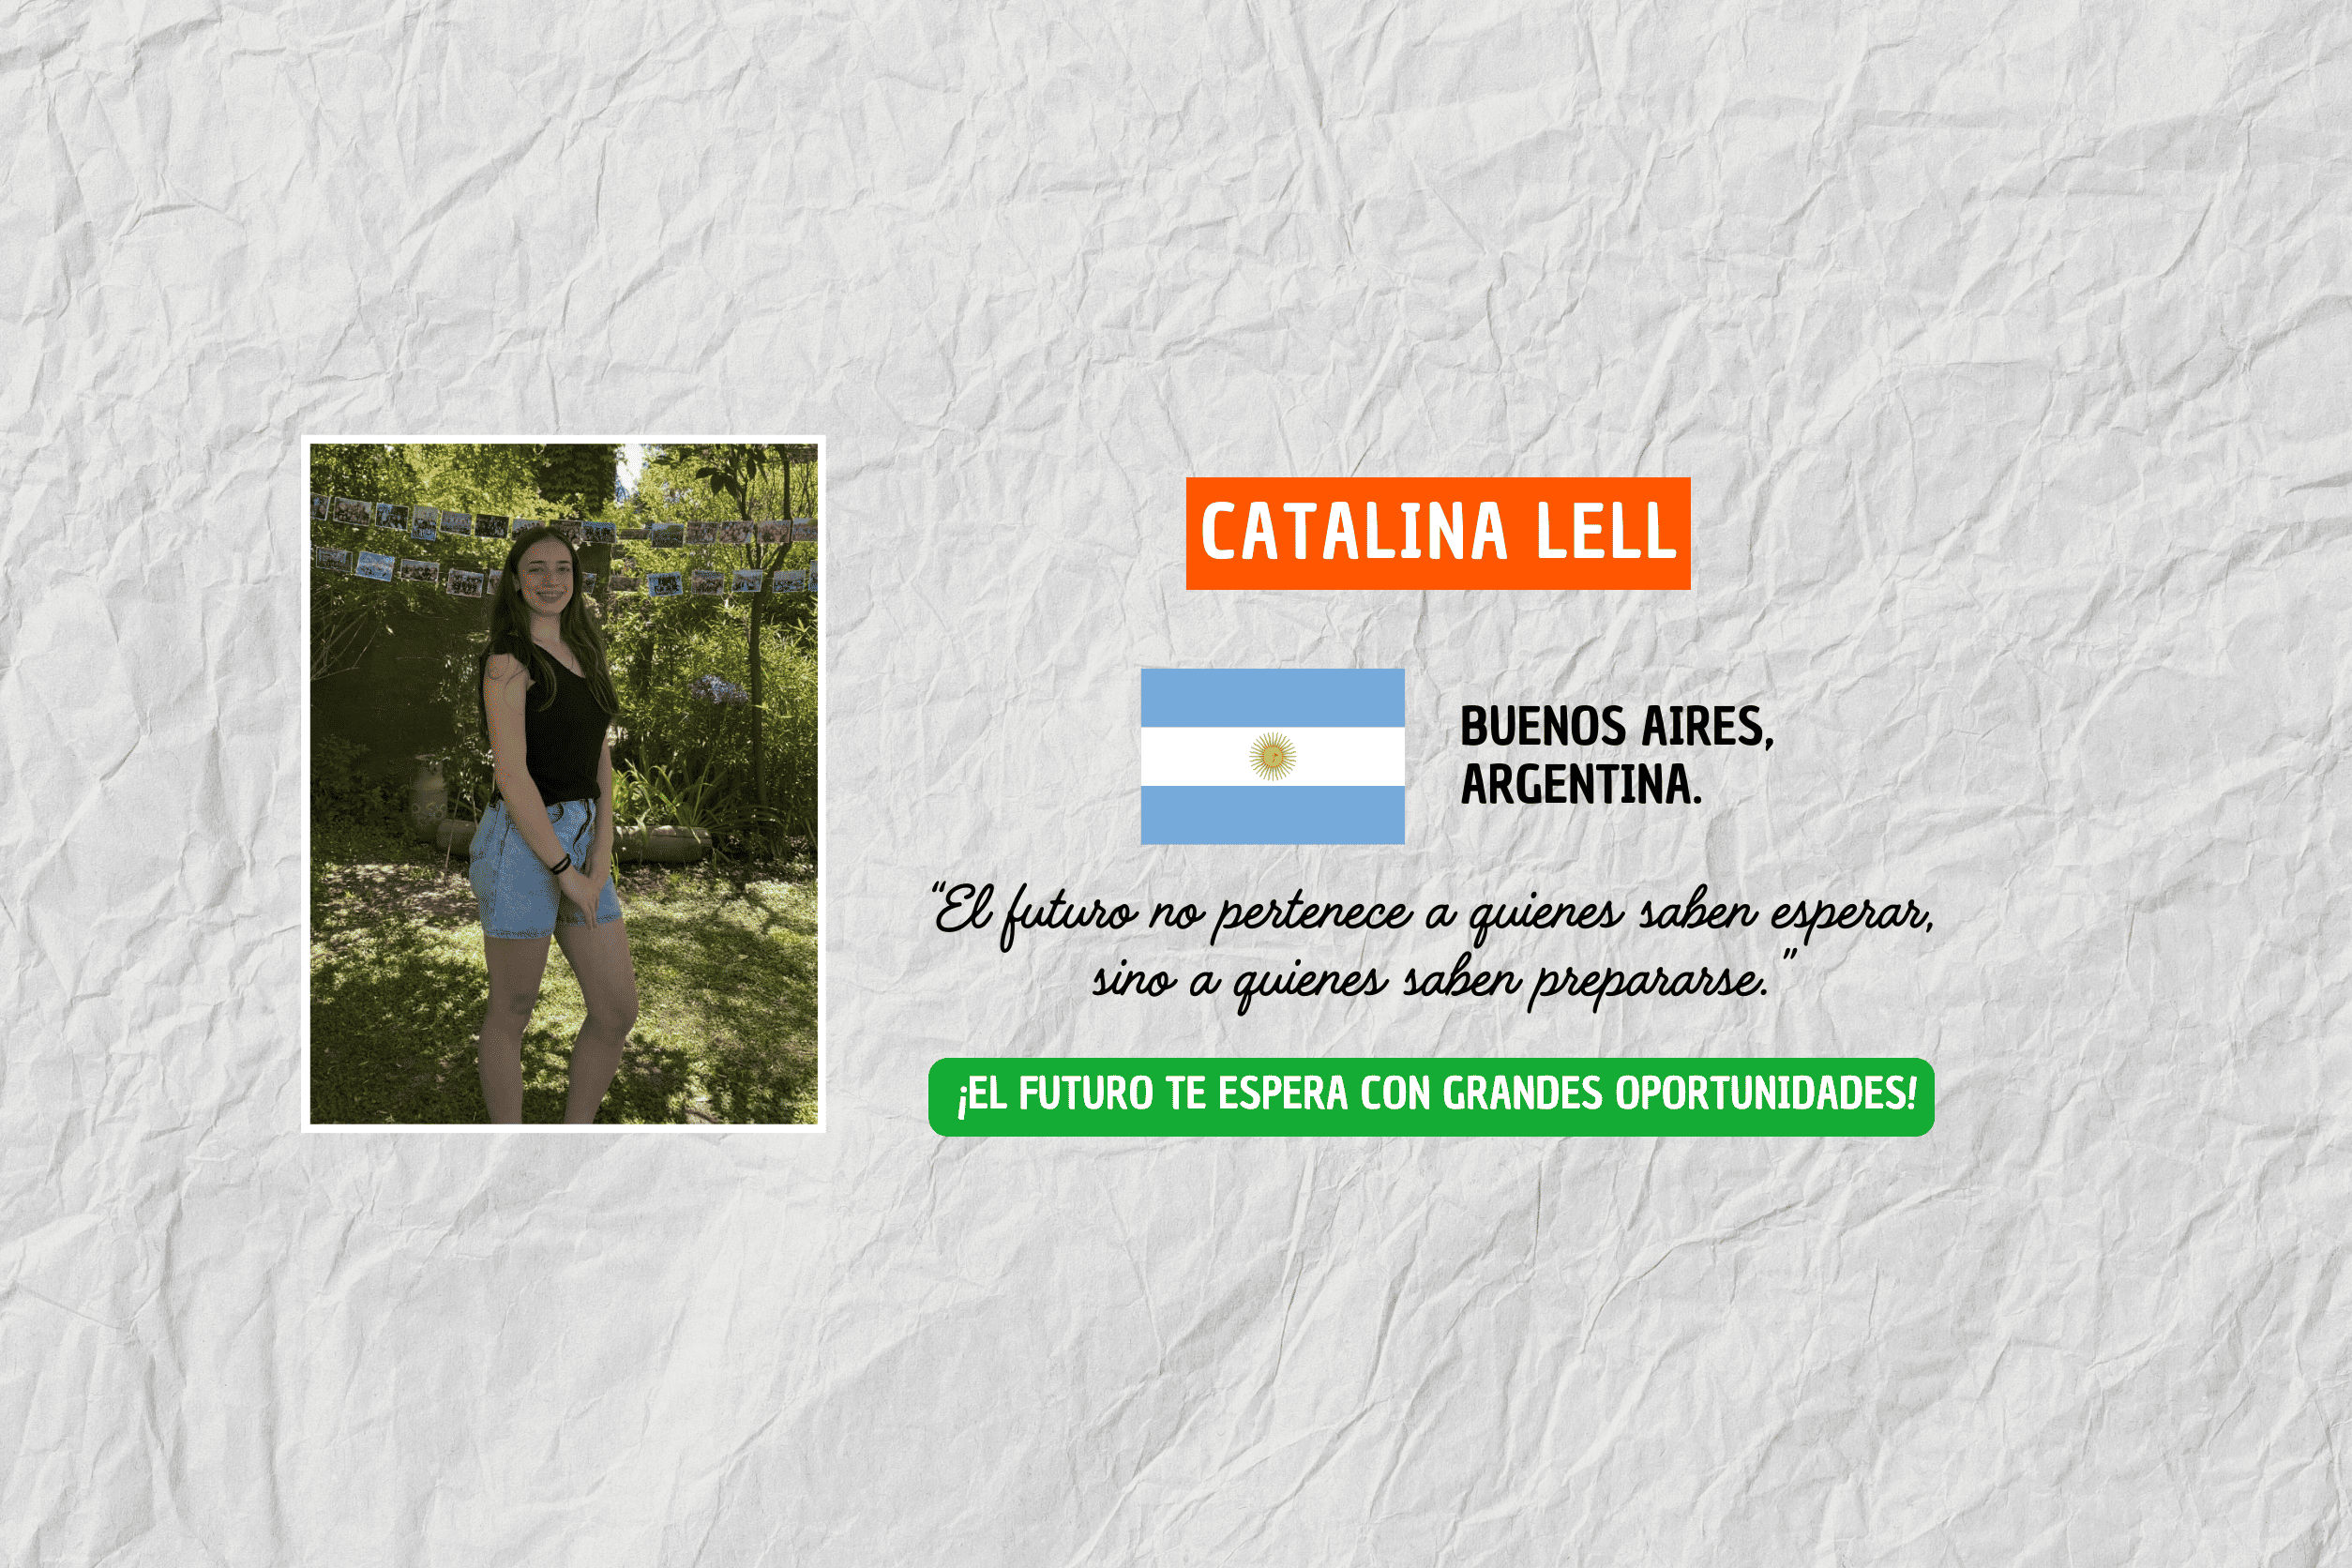 CATALINA LELL
BUENOS AIRES,
ARGENTINA.
“El futuro no pertenece a quienes saben esperar,
sino a quienes saben prepararse.”
¡EL FUTURO TE ESPERA CON GRANDES OPORTUNIDADES!